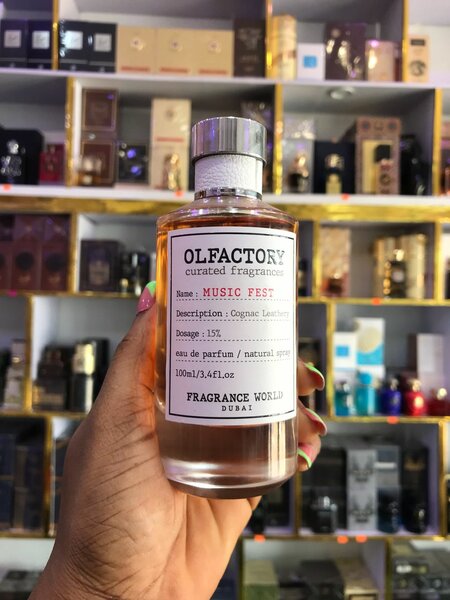 OLFACTORY
curated fragrances
Name : MUSIC FEST
Description : Cognac Leathery
Dosage : 15%
eau de parfum / natural spray
100ml/3.4fl,oz
FRAGRANCE WORLD
DUBAI